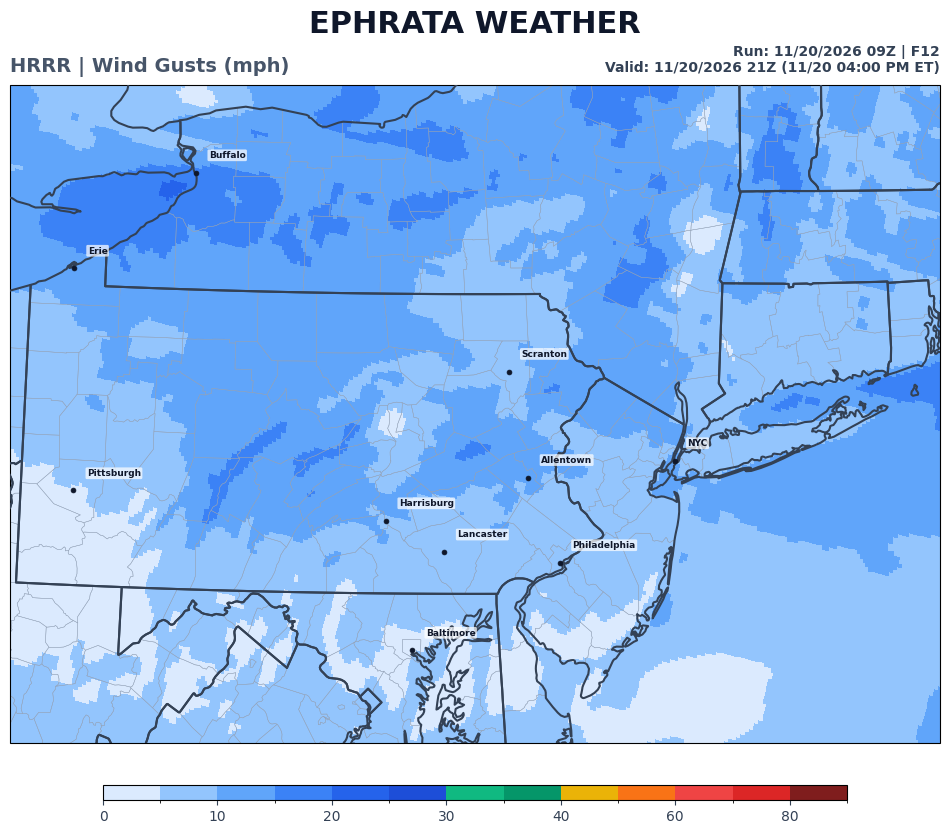 EPHRATA WEATHER
Run: 11/20/2026 09Z | F12
HRRR | Wind Gusts (mph)
Valid: 11/20/2026 21Z (11/20 04:00 PM ET)
Buffalo
Erie
Scranton
NYC
Allentown
Pittsburgh
Harrisburg
Lancaster
Philadelphia
Baltimore
0 10 20 30 40 60 80